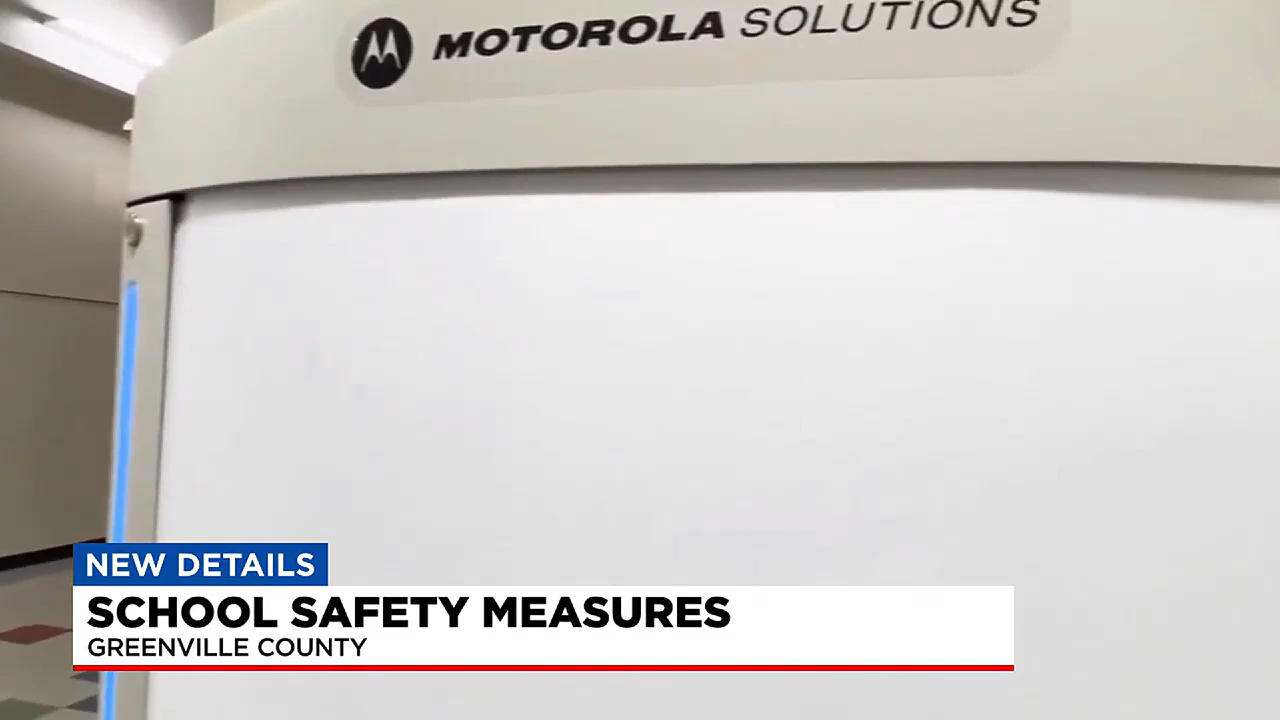 MOTOROLA SOLUTIONS
NEW DETAILS
SCHOOL SAFETY MEASURES
GREENVILLE COUNTY